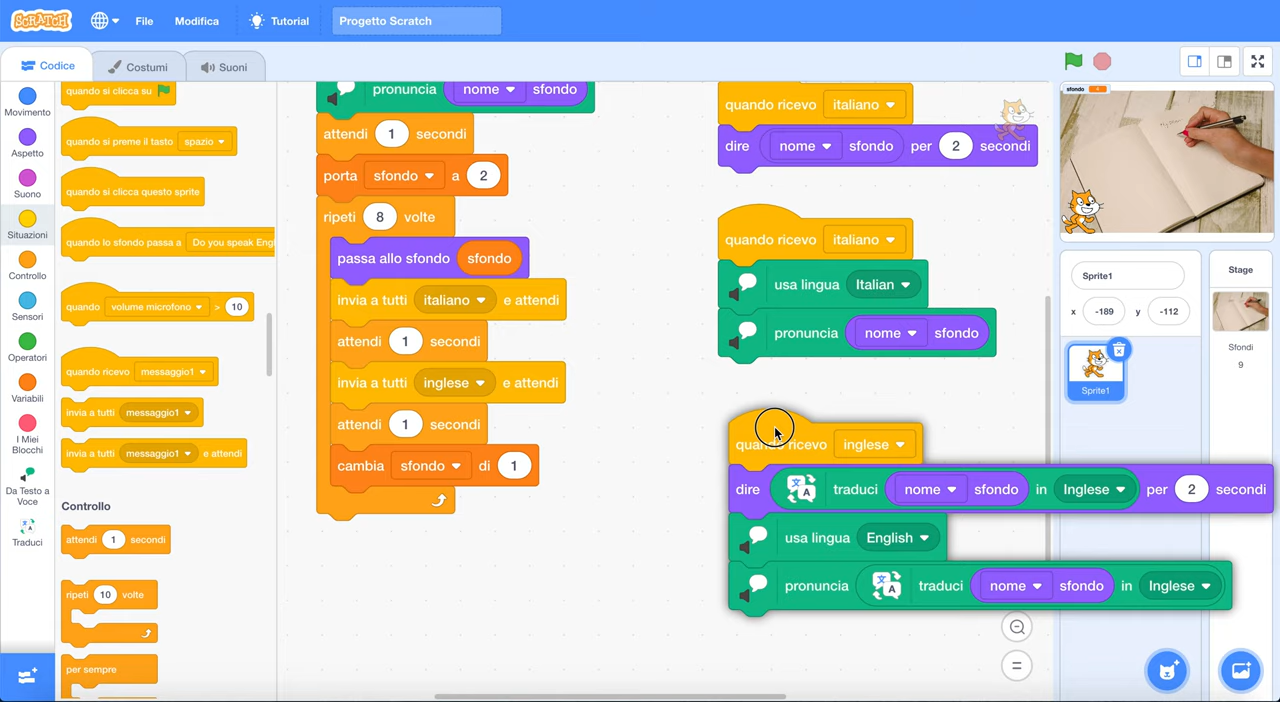 SCRATCH
File
Modifica
Tutorial
Progetto Scratch
Codice
Costumi
Suoni
Movimento
Aspetto
Suono
Situazioni
Controllo
Sensori
Operatori
Variabili
I Miei
Blocchi
Da Testo a
Voce
Traduci
quando si clicca su
quando si preme il tasto spazio
quando si clicca questo sprite
quando lo sfondo passa a Do you speak Engl
quando volume microfono > 10
quando ricevo messaggio1
invia a tutti messaggio1
invia a tutti messaggio1 e attendi
Controllo
attendi 1 secondi
ripeti 10 volte
per sempre
pronuncia nome sfondo
attendi 1 secondi
porta sfondo a 2
ripeti 8 volte
passa allo sfondo sfondo
invia a tutti italiano e attendi
attendi 1 secondi
invia a tutti inglese e attendi
attendi 1 secondi
cambia sfondo di 1
quando ricevo italiano
dire nome sfondo per 2 secondi
quando ricevo italiano
usa lingua Italian
pronuncia nome sfondo
quando ricevo inglese
dire traduci nome sfondo in Inglese per 2 secondi
usa lingua English
pronuncia traduci nome sfondo in Inglese
sfondo 4
Sprite1
x -189 y -112
Sprite1
Stage
Sfondi
9